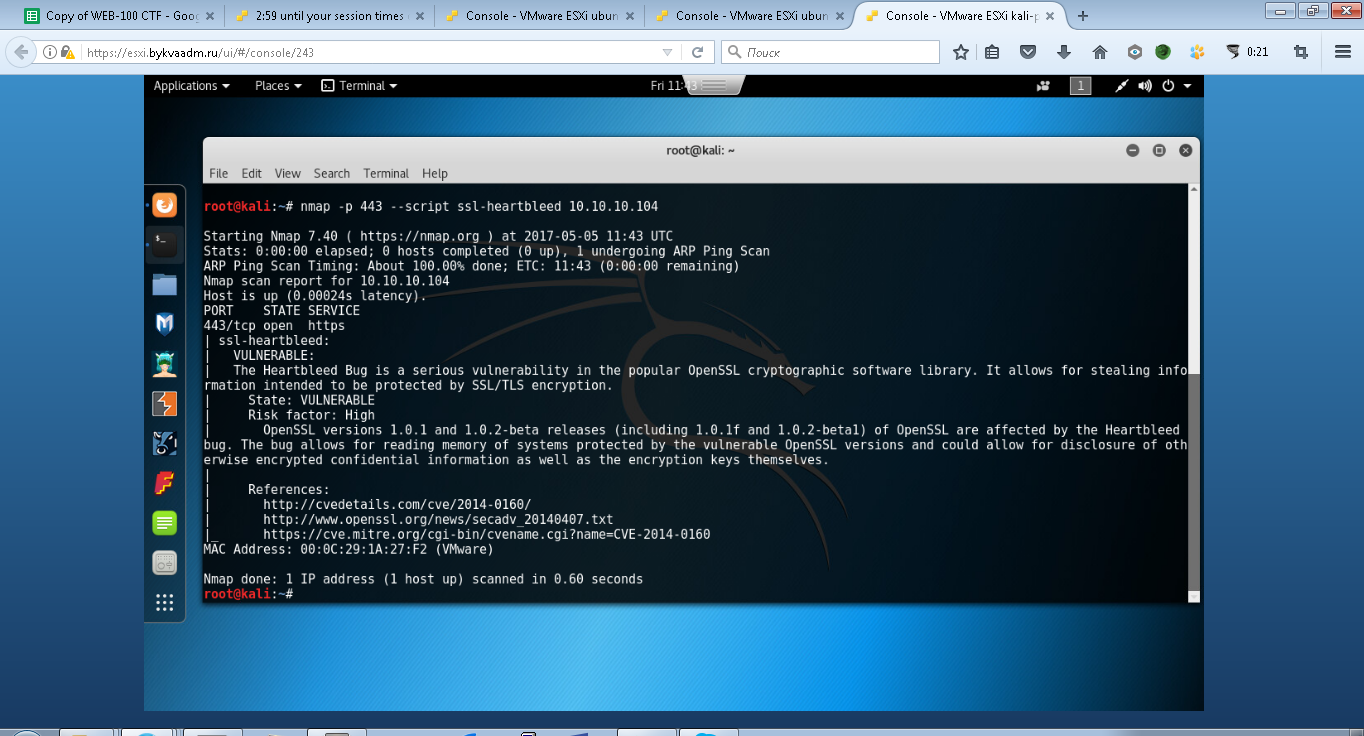 Copy of WEB-100 CTF - Goog
2:59 until your session times
Console - VMware ESXi ubun
Console - VMware ESXi ubun
Console - VMware ESXi kali-p
https://esxi.bykvaadm.ru/ui/#/console/243
Поиск
0:21
Applications
Places
Terminal
Fri 11:43
1
root@kali: ~
File Edit View Search Terminal Help
root@kali:~# nmap -p 443 --script ssl-heartbleed 10.10.10.104
Starting Nmap 7.40 ( https://nmap.org ) at 2017-05-05 11:43 UTC
Stats: 0:00:00 elapsed; 0 hosts completed (0 up), 1 undergoing ARP Ping Scan
ARP Ping Scan Timing: About 100.00% done; ETC: 11:43 (0:00:00 remaining)
Nmap scan report for 10.10.10.104
Host is up (0.00024s latency).
PORT    STATE SERVICE
443/tcp open  https
| ssl-heartbleed:
|   VULNERABLE:
|   The Heartbleed Bug is a serious vulnerability in the popular OpenSSL cryptographic software library. It allows for stealing info
rmation intended to be protected by SSL/TLS encryption.
|     State: VULNERABLE
|     Risk factor: High
|       OpenSSL versions 1.0.1 and 1.0.2-beta releases (including 1.0.1f and 1.0.2-beta1) of OpenSSL are affected by the Heartbleed
bug. The bug allows for reading memory of systems protected by the vulnerable OpenSSL versions and could allow for disclosure of oth
erwise encrypted confidential information as well as the encryption keys themselves.
|
|     References:
|       http://cvedetails.com/cve/2014-0160/
|       http://www.openssl.org/news/secadv_20140407.txt
|_      https://cve.mitre.org/cgi-bin/cvename.cgi?name=CVE-2014-0160
MAC Address: 00:0C:29:1A:27:F2 (VMware)
Nmap done: 1 IP address (1 host up) scanned in 0.60 seconds
root@kali:~#